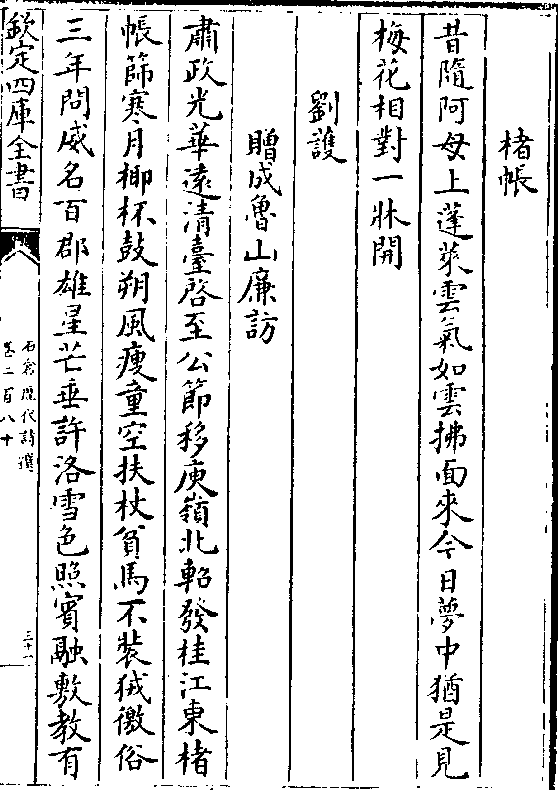 楮帳
昔隨阿母上蓬萊雲氣如雲拂面來今日夢中猶是見
梅花相對一牀開
劉護
贈成魯山廉訪
肅政光華遠清臺啓至公節移庾嶺北軺發桂江東楮
帳篩寒月椰杯鼓朔風瘦童空扶杖貧馬不裝絨徼俗
三年問威名百郡雄星芒垂許洛雪色照賓融敷教有
欽定四庫全書
石倉歷代詩選
卷二百八十
三十一